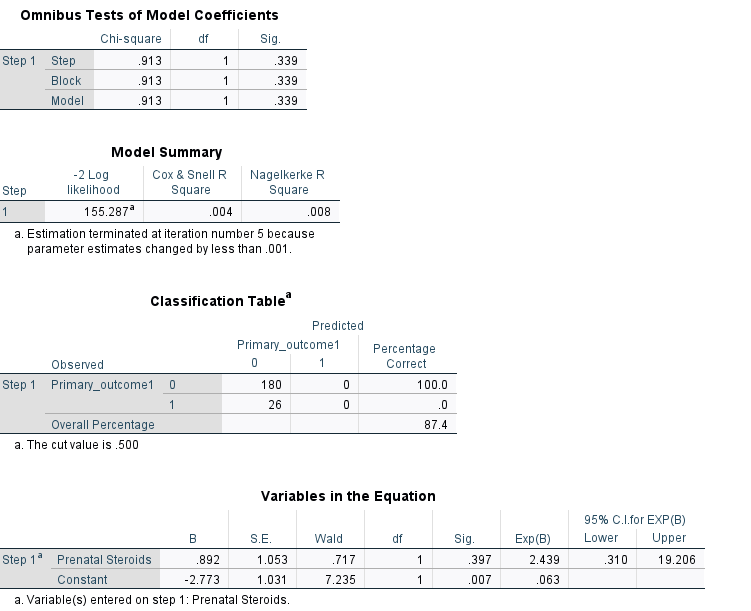 Omnibus Tests of Model Coefficients
Chi-square df Sig.
Step 1 Step .913 1 .339
Block .913 1 .339
Model .913 1 .339
Model Summary
-2 Log Cox & Snell R Nagelkerke R
Step likelihood Square Square
1 155.287a .004 .008
a. Estimation terminated at iteration number 5 because
parameter estimates changed by less than .001.
Classification Tablea
Predicted
Primary_outcome1 Percentage
Observed 0 1 Correct
Step 1 Primary_outcome1 0 180 0 100.0
1 26 0 .0
Overall Percentage 87.4
a. The cut value is .500
Variables in the Equation
95% C.I.for EXP(B)
B S.E. Wald df Sig. Exp(B) Lower Upper
Step 1a Prenatal Steroids .892 1.053 .717 1 .397 2.439 .310 19.206
Constant -2.773 1.031 7.235 1 .007 .063
a. Variable(s) entered on step 1: Prenatal Steroids.